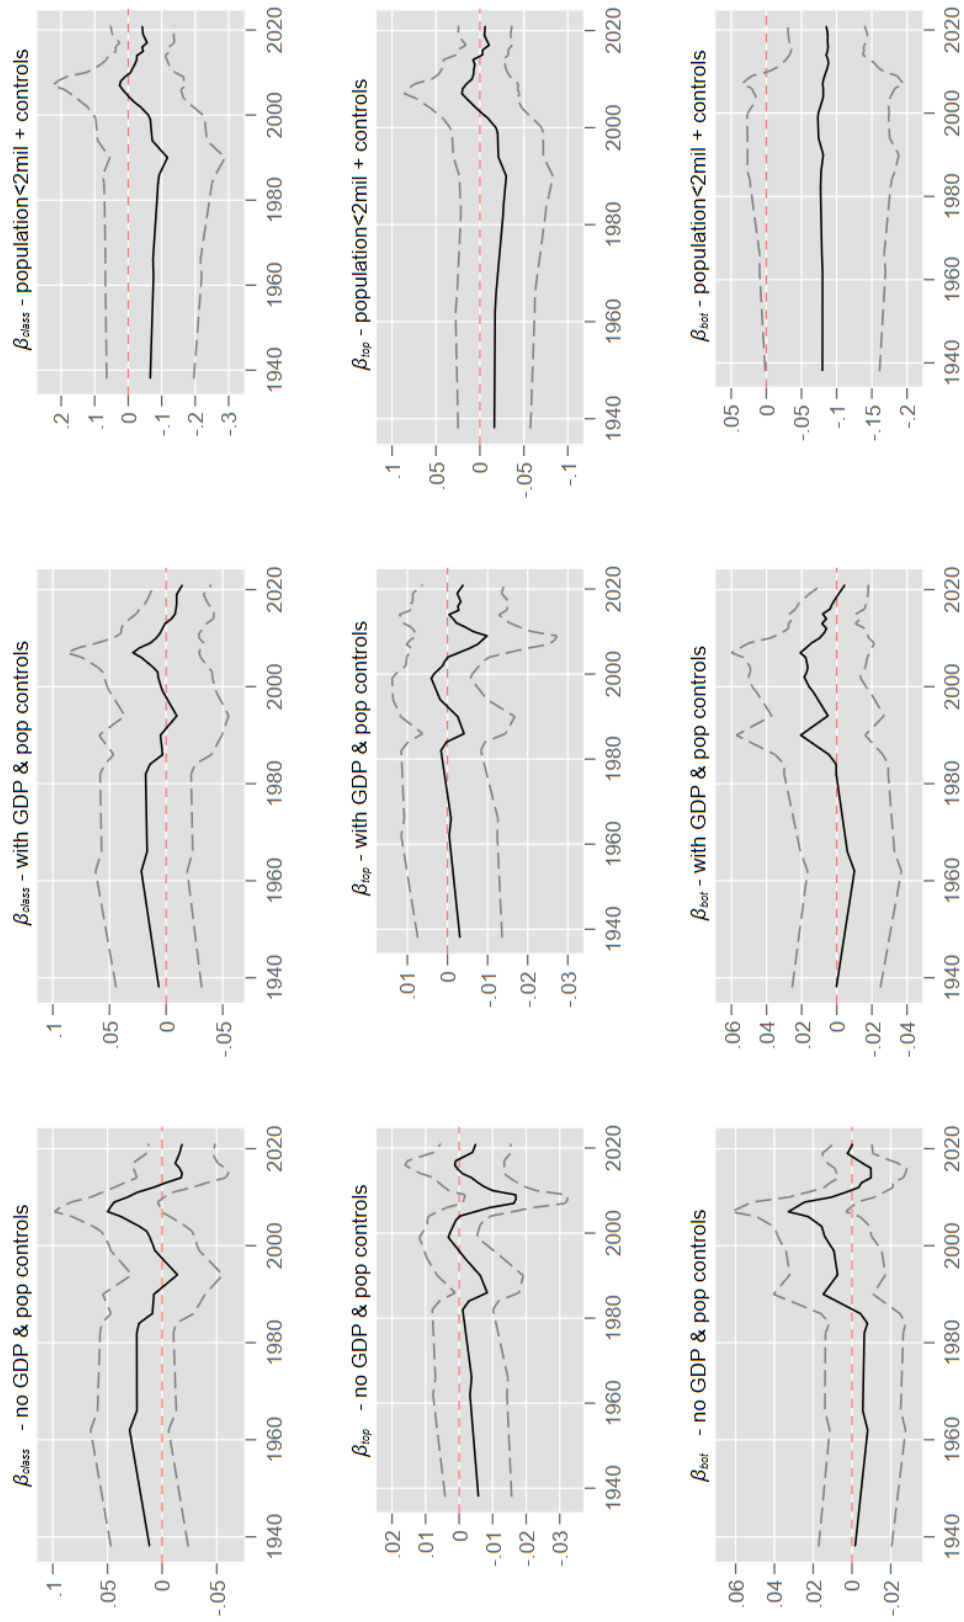 β_class - no GDP & pop controls
.1
.05
0
-.05
1940 1960 1980 2000 2020
β_class - with GDP & pop controls
.1
.05
0
-.05
1940 1960 1980 2000 2020
β_class - population<2mil + controls
.2
.1
0
-.1
-.2
-.3
1940 1960 1980 2000 2020
β_top - no GDP & pop controls
.02
.01
0
-.01
-.02
-.03
1940 1960 1980 2000 2020
β_top - with GDP & pop controls
.01
0
-.01
-.02
-.03
1940 1960 1980 2000 2020
β_top - population<2mil + controls
.1
.05
0
-.05
-.1
1940 1960 1980 2000 2020
β_bot - no GDP & pop controls
.06
.04
.02
0
-.02
1940 1960 1980 2000 2020
β_bot - with GDP & pop controls
.06
.04
.02
0
-.02
-.04
1940 1960 1980 2000 2020
β_bot - population<2mil + controls
.05
0
-.05
-.1
-.15
-.2
1940 1960 1980 2000 2020